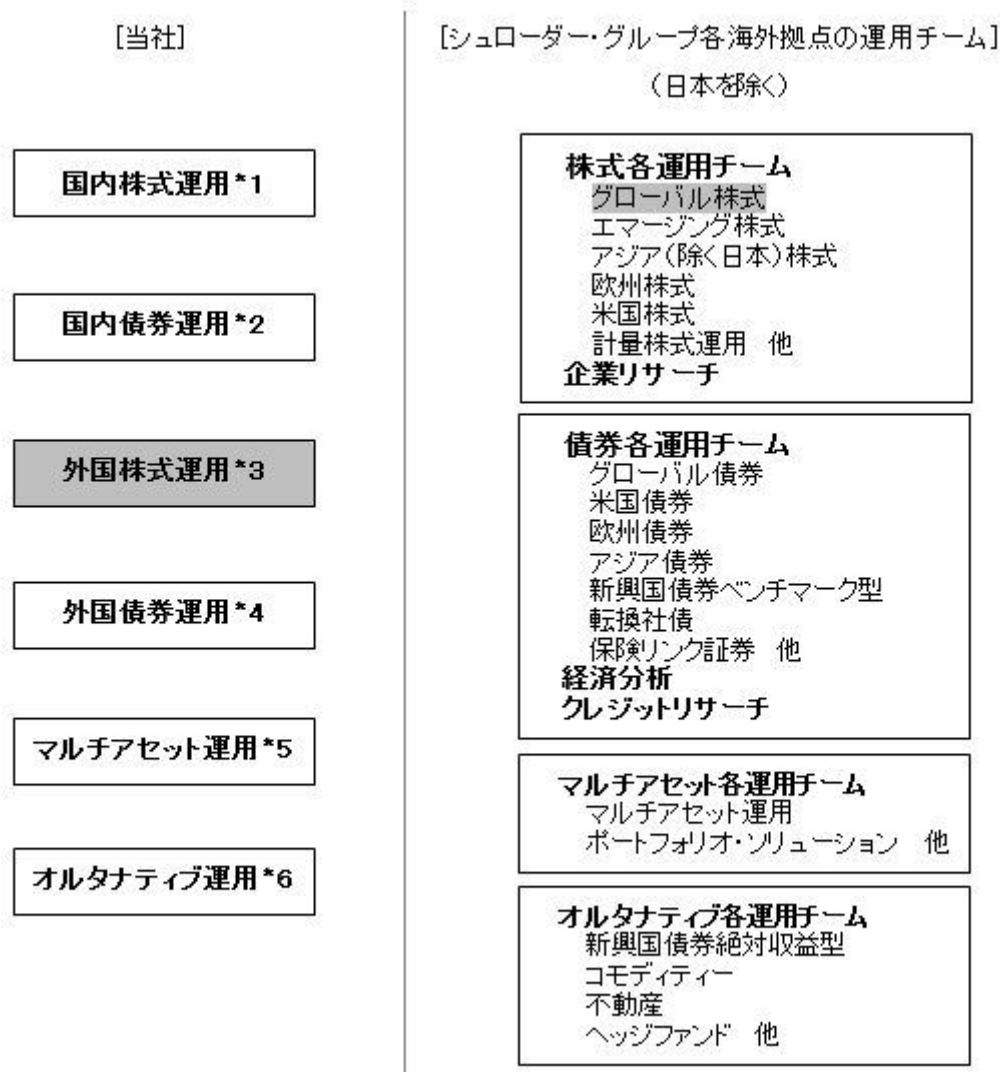 [当社]
国内株式運用*1
国内債券運用*2
外国株式運用*3
外国債券運用*4
マルチアセット運用*5
オルタナティブ運用*6
[シュローダー・グループ各海外拠点の運用チーム]
(日本を除く)
株式各運用チーム
グローバル株式
エマージング株式
アジア(除く日本)株式
欧州株式
米国株式
計量株式運用 他
企業リサーチ
債券各運用チーム
グローバル債券
米国債券
欧州債券
アジア債券
新興国債券ベンチマーク型
転換社債
保険リンク証券 他
経済分析
クレジットリサーチ
マルチアセット各運用チーム
マルチアセット運用
ポートフォリオ・ソリューション 他
オルタナティブ各運用チーム
新興国債券絶対収益型
コモディティー
不動産
ヘッジファンド 他